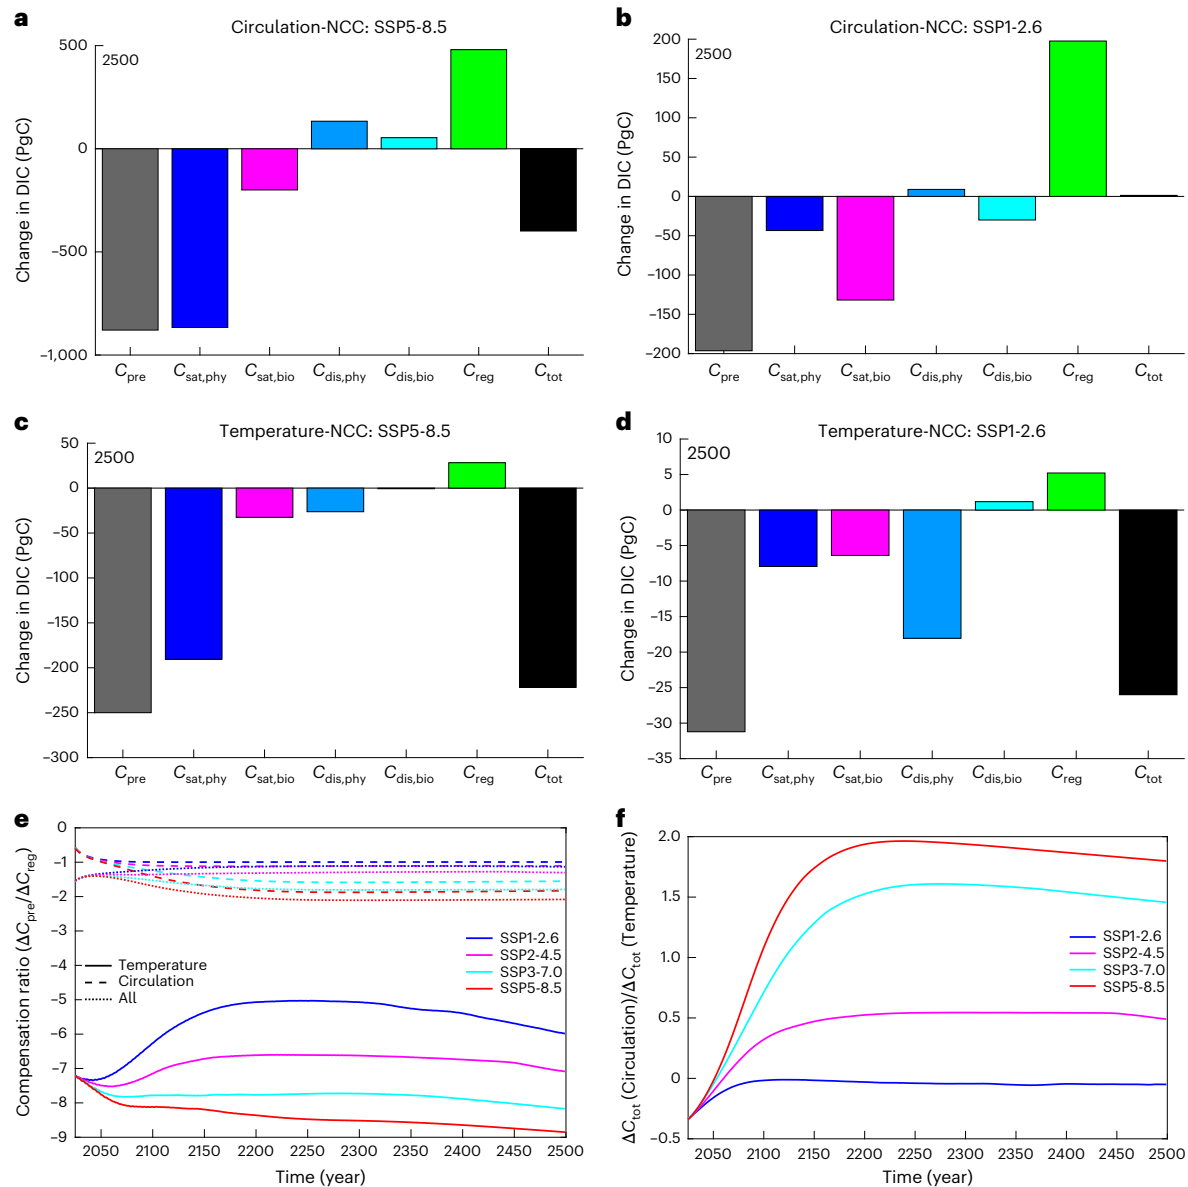 a
Circulation-NCC: SSP5-8.5
2500
Change in DIC (PgC)
500
0
−500
−1,000
Cpre
Csat,phy
Csat,bio
Cdis,phy
Cdis,bio
Creg
Ctot
b
Circulation-NCC: SSP1-2.6
2500
Change in DIC (PgC)
200
150
100
50
0
−50
−100
−150
−200
Cpre
Csat,phy
Csat,bio
Cdis,phy
Cdis,bio
Creg
Ctot
c
Temperature-NCC: SSP5-8.5
2500
Change in DIC (PgC)
50
0
−50
−100
−150
−200
−250
−300
Cpre
Csat,phy
Csat,bio
Cdis,phy
Cdis,bio
Creg
Ctot
d
Temperature-NCC: SSP1-2.6
2500
Change in DIC (PgC)
10
5
0
−5
−10
−15
−20
−25
−30
−35
Cpre
Csat,phy
Csat,bio
Cdis,phy
Cdis,bio
Creg
Ctot
e
Compensation ratio (ΔCpre/ΔCreg)
0
−1
−2
−3
−4
−5
−6
−7
−8
−9
SSP1-2.6
SSP2-4.5
SSP3-7.0
SSP5-8.5
Temperature
Circulation
All
2050 2100 2150 2200 2250 2300 2350 2400 2450 2500
Time (year)
f
ΔCtot (Circulation)/ΔCtot (Temperature)
2.0
1.5
1.0
0.5
0
−0.5
SSP1-2.6
SSP2-4.5
SSP3-7.0
SSP5-8.5
2050 2100 2150 2200 2250 2300 2350 2400 2450 2500
Time (year)